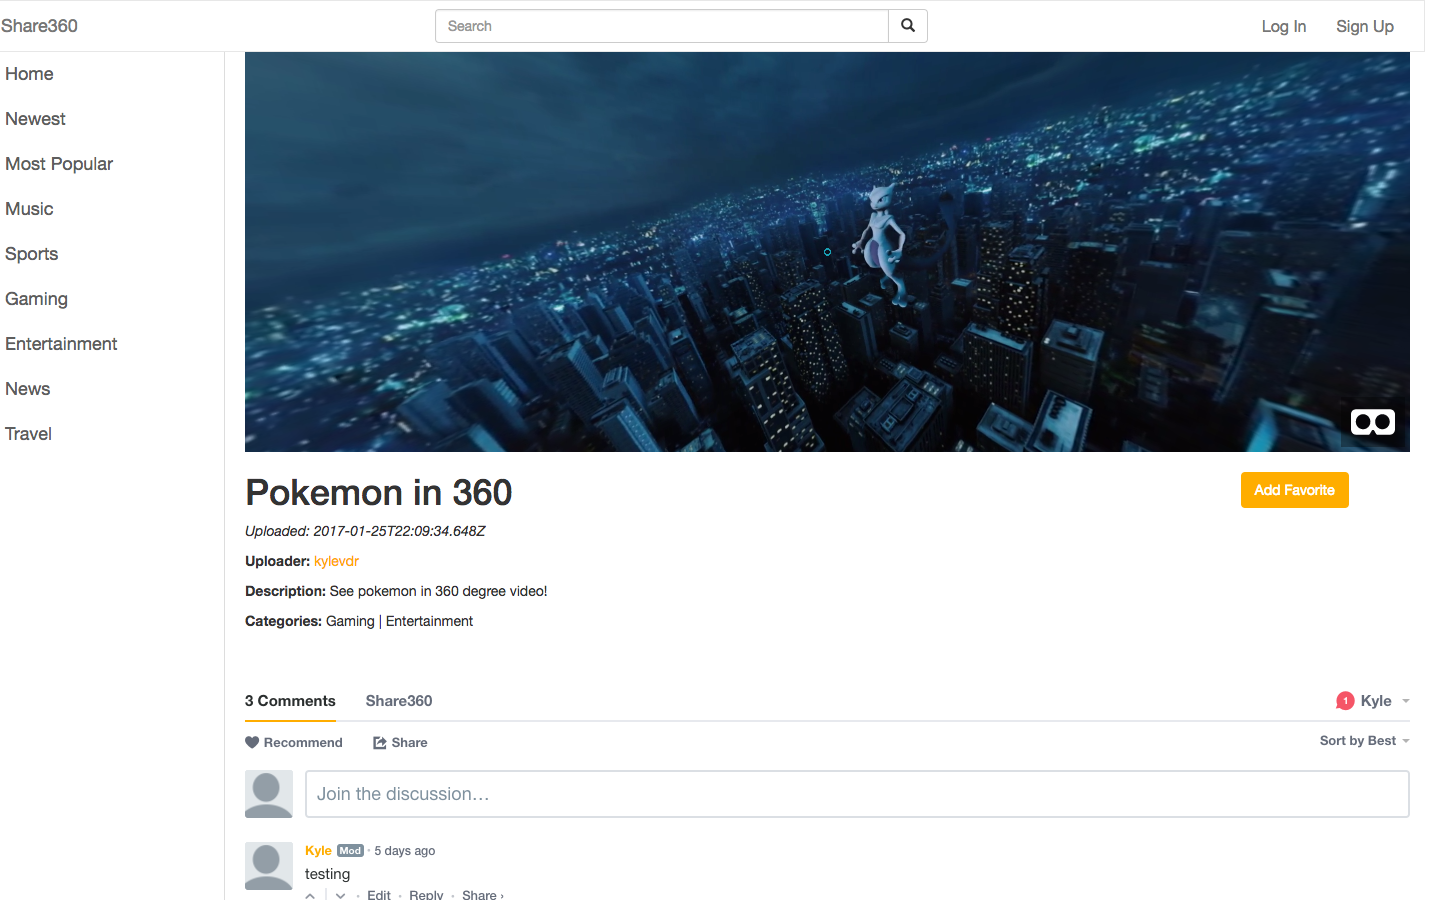 Share360
Search
Log In
Sign Up
Home
Newest
Most Popular
Music
Sports
Gaming
Entertainment
News
Travel
Pokemon in 360
Add Favorite
Uploaded: 2017-01-25T22:09:34.648Z
Uploader: kylevdr
Description: See pokemon in 360 degree video!
Categories: Gaming | Entertainment
3 Comments
Share360
1 Kyle
Recommend
Share
Sort by Best
Join the discussion…
Kyle Mod • 5 days ago
testing
• Edit • Reply • Share ›